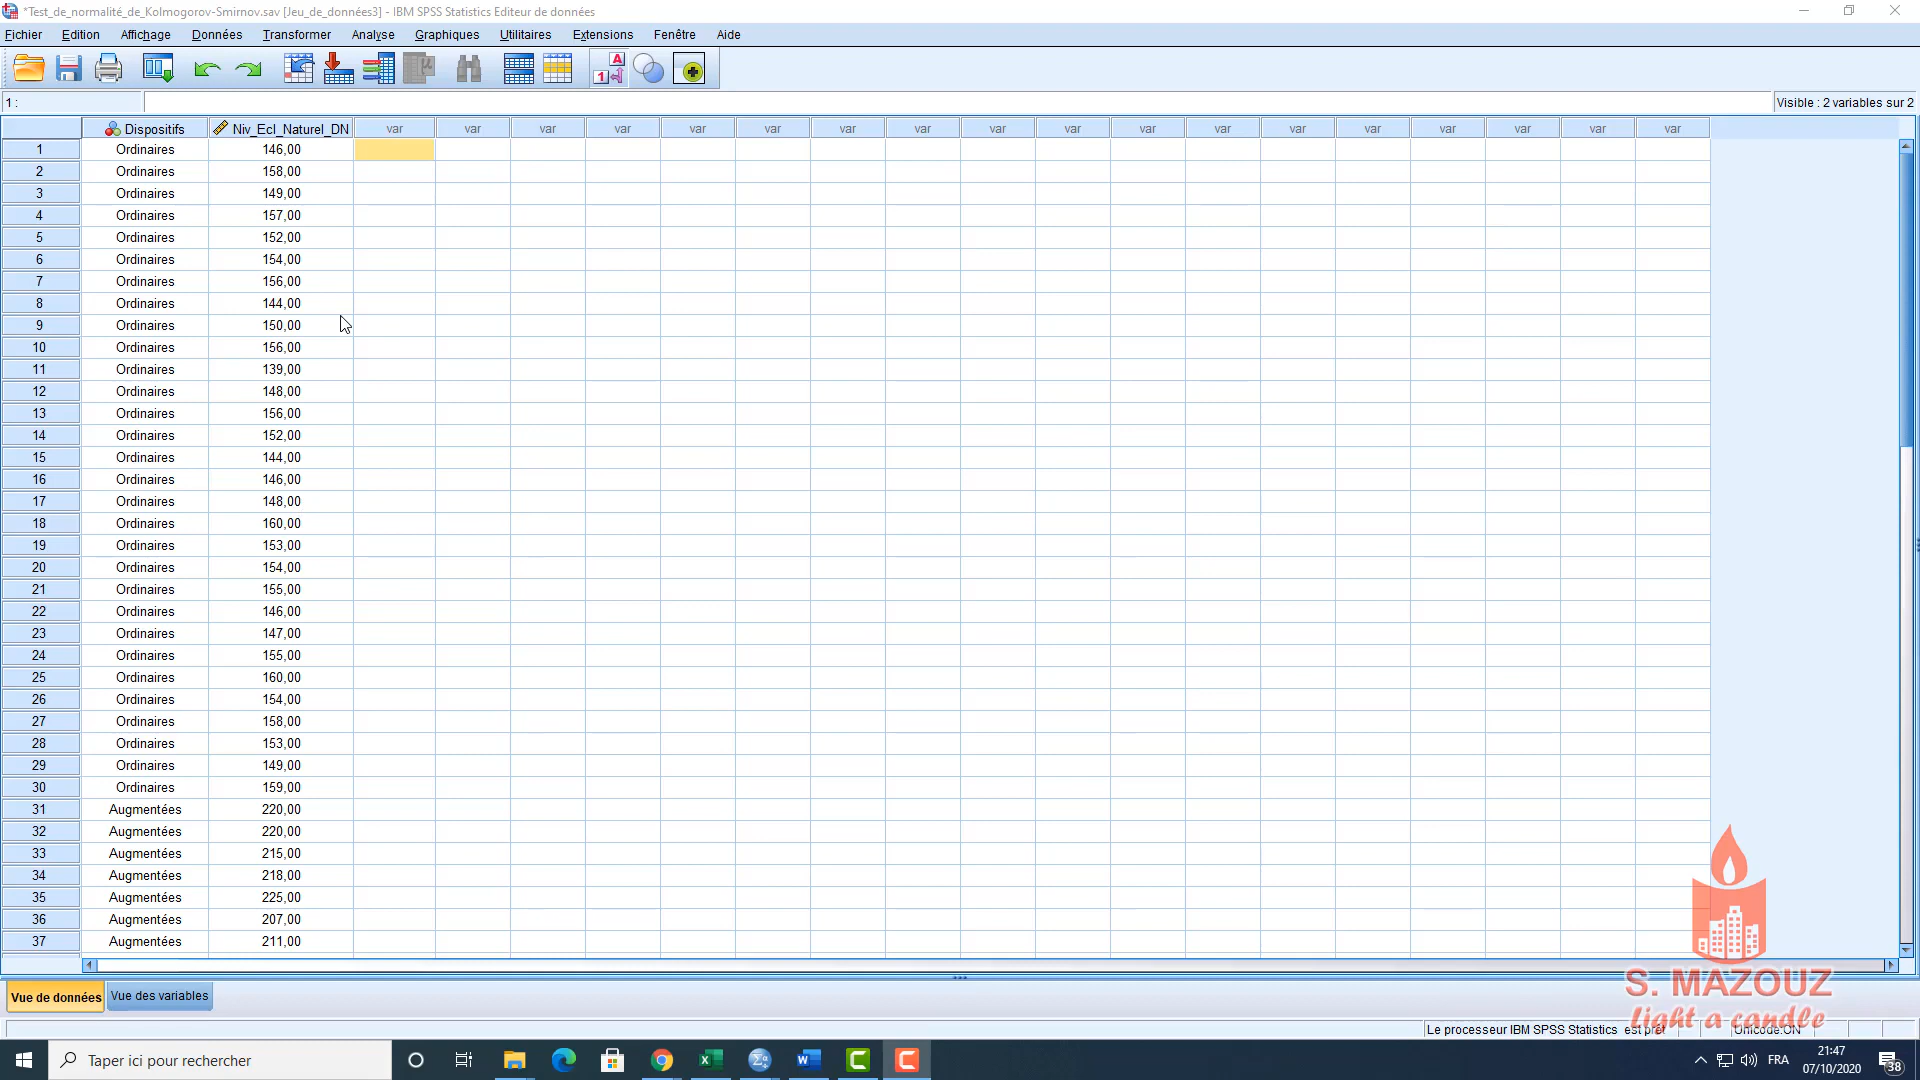 *Test_de_normalité_de_Kolmogorov-Smirnov.sav [Jeu_de_données3] - IBM SPSS Statistics Editeur de données
Fichier Edition Affichage Données Transformer Analyse Graphiques Utilitaires Extensions Fenêtre Aide
1 : Visible : 2 variables sur 2
Dispositifs Niv_Ecl_Naturel_DN var var var var var var var var var var var var var var var var var var
1 Ordinaires 146,00
2 Ordinaires 158,00
3 Ordinaires 149,00
4 Ordinaires 157,00
5 Ordinaires 152,00
6 Ordinaires 154,00
7 Ordinaires 156,00
8 Ordinaires 144,00
9 Ordinaires 150,00
10 Ordinaires 156,00
11 Ordinaires 139,00
12 Ordinaires 148,00
13 Ordinaires 156,00
14 Ordinaires 152,00
15 Ordinaires 144,00
16 Ordinaires 146,00
17 Ordinaires 148,00
18 Ordinaires 160,00
19 Ordinaires 153,00
20 Ordinaires 154,00
21 Ordinaires 155,00
22 Ordinaires 146,00
23 Ordinaires 147,00
24 Ordinaires 155,00
25 Ordinaires 160,00
26 Ordinaires 154,00
27 Ordinaires 158,00
28 Ordinaires 153,00
29 Ordinaires 149,00
30 Ordinaires 159,00
31 Augmentées 220,00
32 Augmentées 220,00
33 Augmentées 215,00
34 Augmentées 218,00
35 Augmentées 225,00
36 Augmentées 207,00
37 Augmentées 211,00
S. MAZOUZ
Light a candle
Vue de données Vue des variables
Le processeur IBM SPSS Statistics est prêt Unicode:ON
Taper ici pour rechercher
FRA
21:47
07/10/2020
38